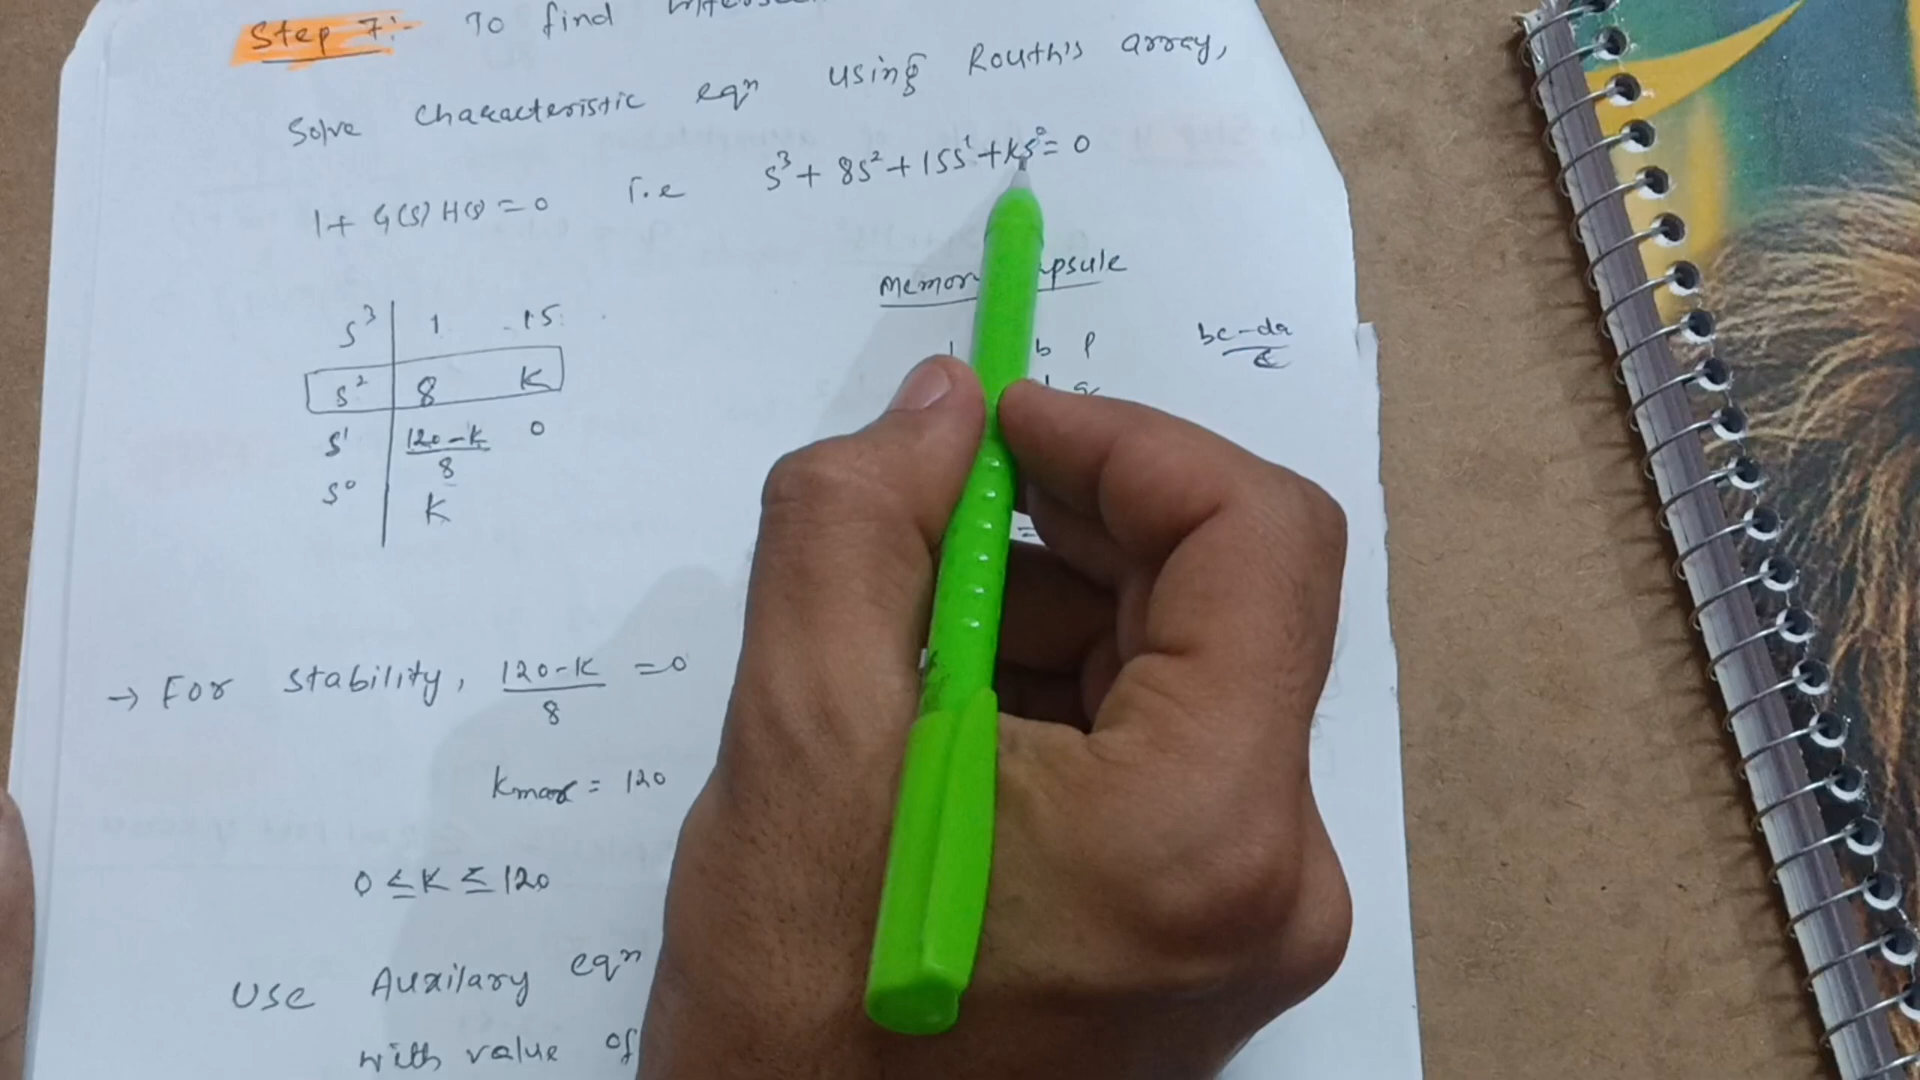 Step 7:- To find
Solve characteristic eqⁿ using Routh's array,
1+ G(s) H(s) = 0 i.e s³ + 8s² + 15s¹ + ks⁰ = 0
s³ 1 15
s² 8 K
s¹ 120-K/8 0
s⁰ K
b p
bc-da
→ For stability, 120-K/8 =0
Kmax = 120
0 ≤ K ≤ 120
Use Auxilary eqⁿ
with value of